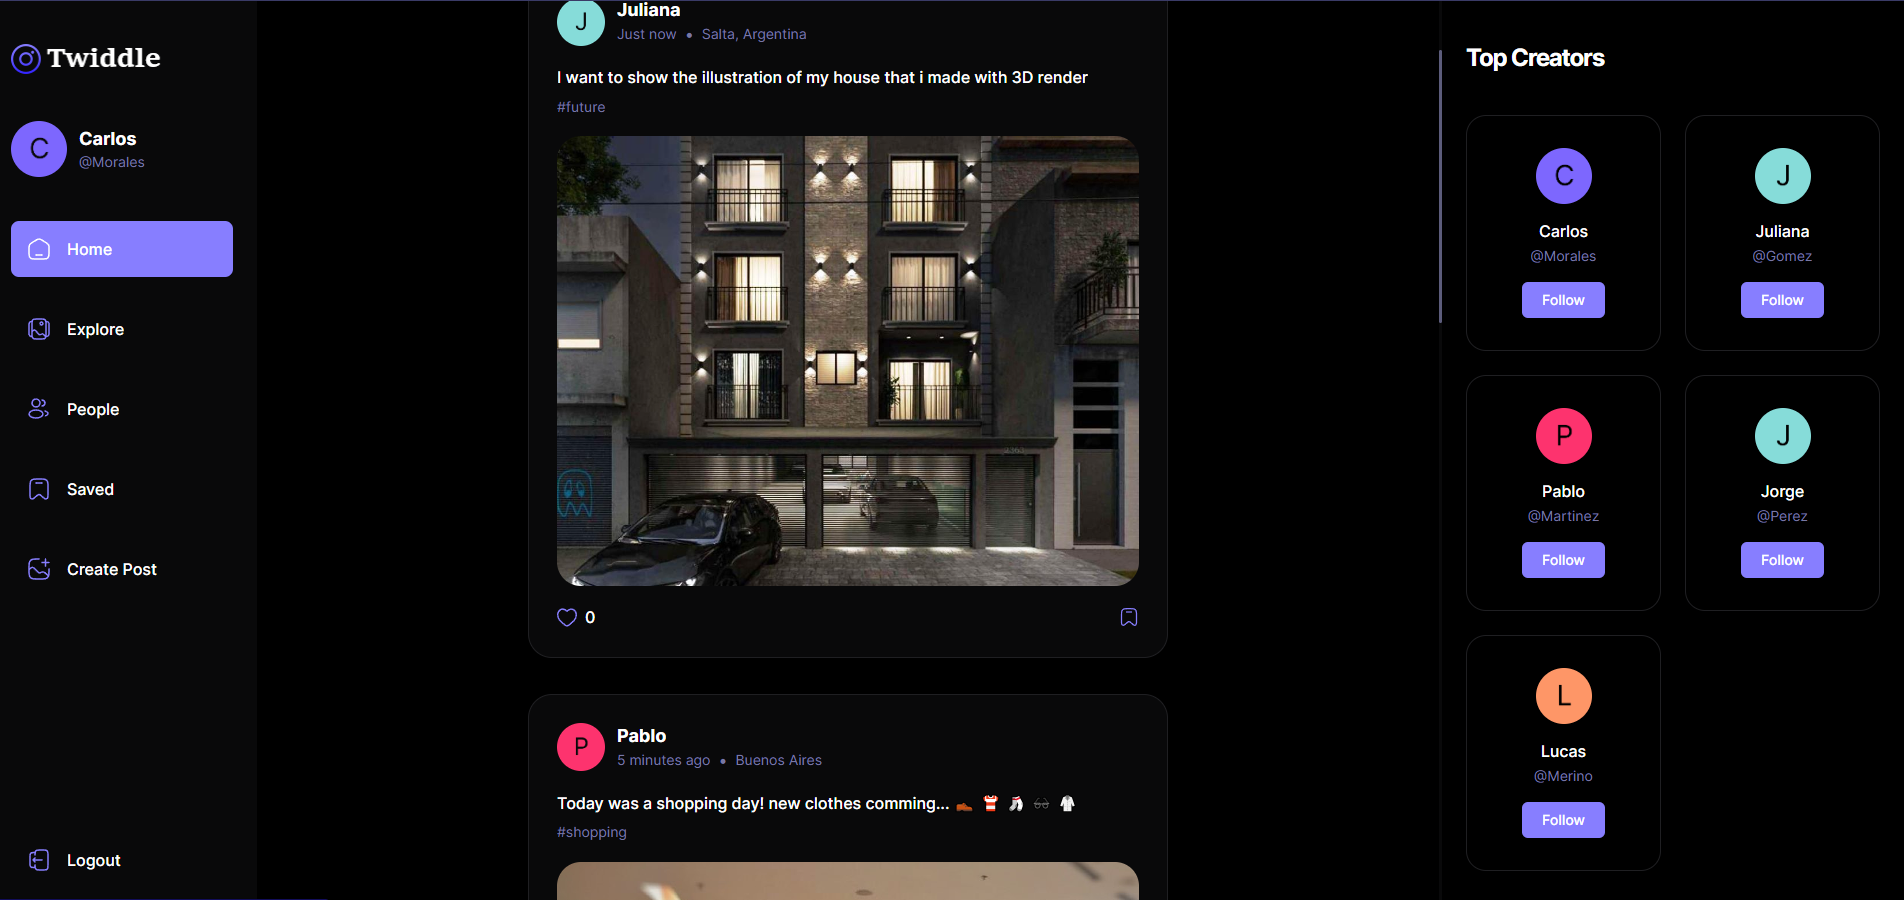 Twiddle
C
Carlos
@Morales
Home
Explore
People
Saved
Create Post
Logout
J
Juliana
Just now • Salta, Argentina
I want to show the illustration of my house that i made with 3D render
#future
0
P
Pablo
5 minutes ago • Buenos Aires
Today was a shopping day! new clothes comming... 👞 👕 🧦 👓 🥼
#shopping
Top Creators
C
Carlos
@Morales
Follow
J
Juliana
@Gomez
Follow
P
Pablo
@Martinez
Follow
J
Jorge
@Perez
Follow
L
Lucas
@Merino
Follow